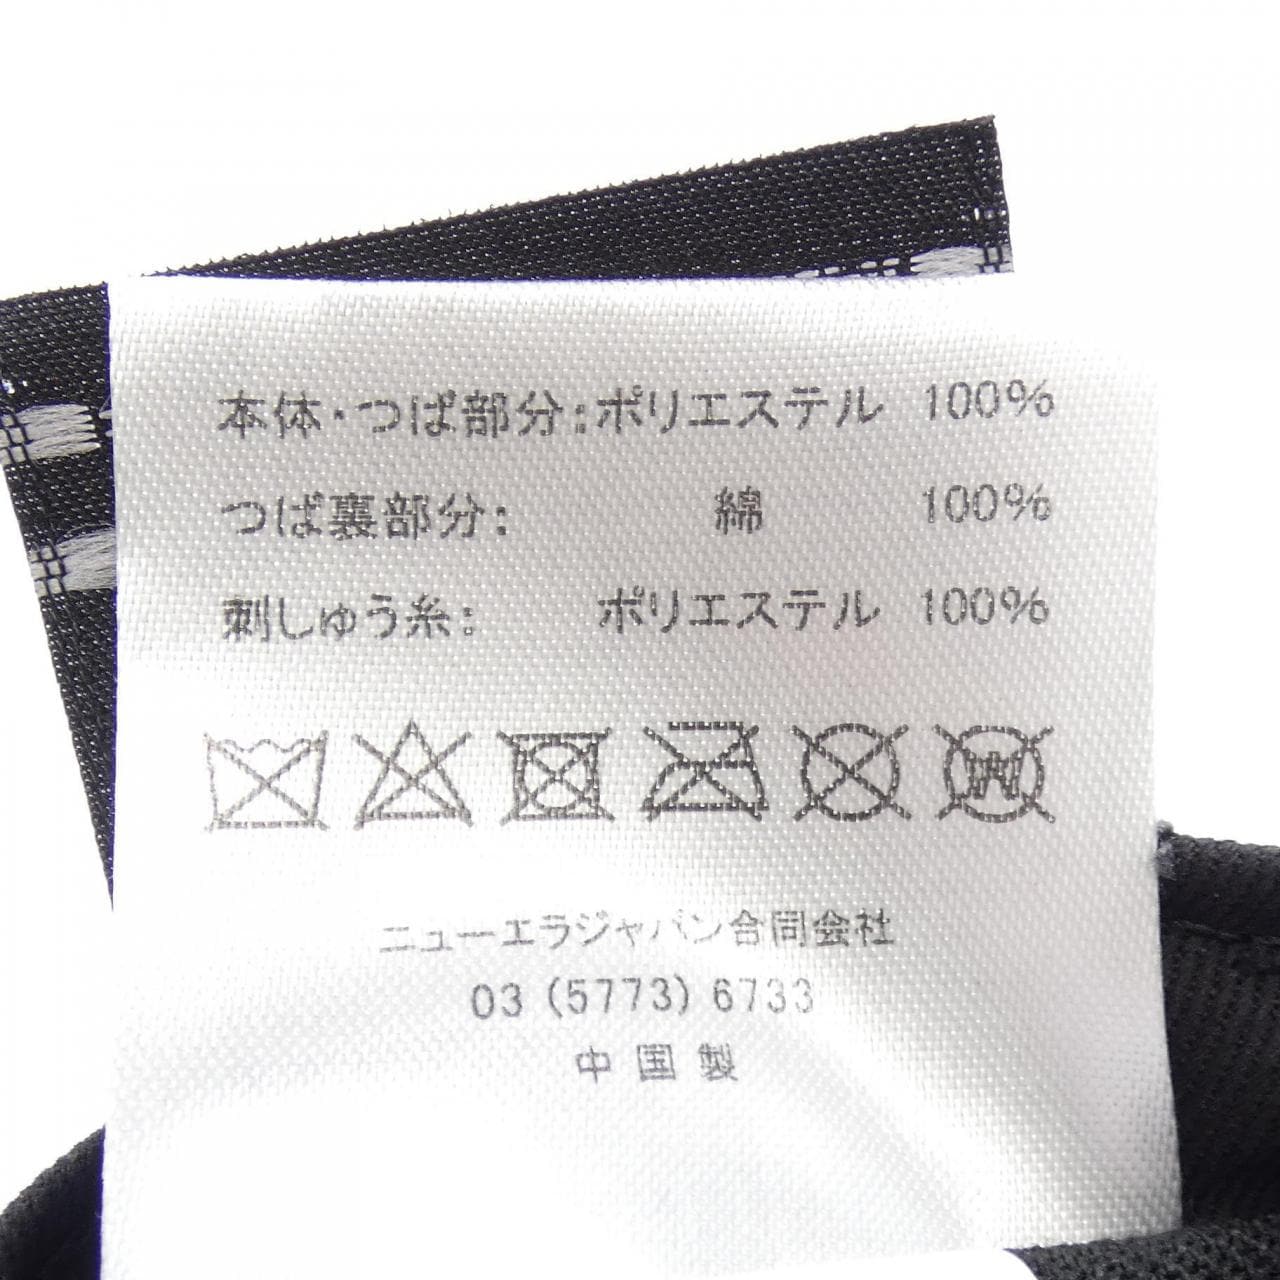 本体・つば部分:ポリエステル 100%
つば裏部分: 綿 100%
刺しゅう糸: ポリエステル 100%
ニューエラジャパン合同会社
03 (5773) 6733
中国製